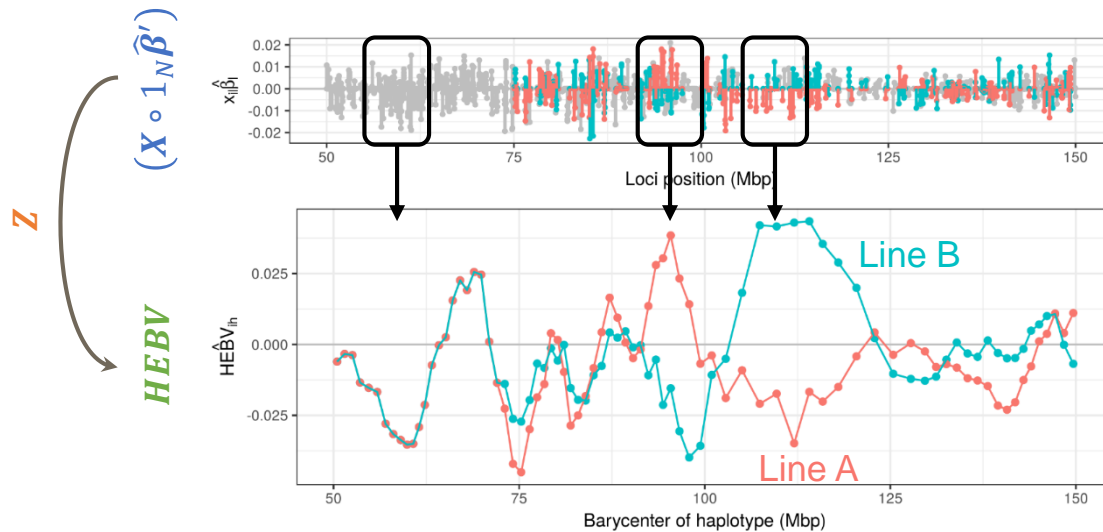 (X ∘ 1_N β̂′)
Z
HEBV
x_il β̂_l
0.02
0.01
0.00
-0.01
-0.02
50
75
100
125
150
Loci position (Mbp)
HÊBV_ih
0.025
0.000
-0.025
Line B
Line A
50
75
100
125
150
Barycenter of haplotype (Mbp)